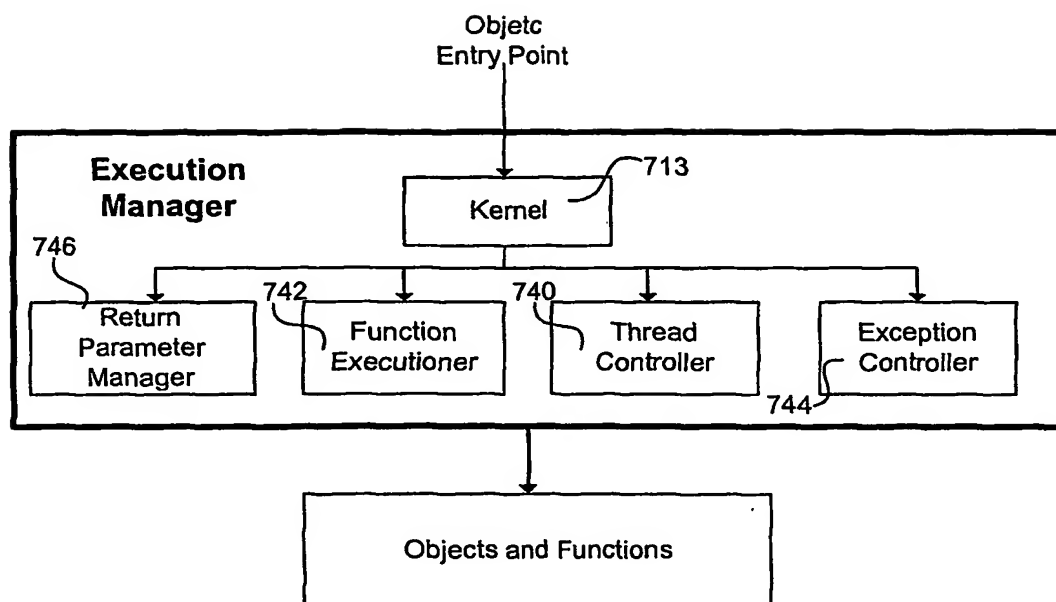 Objetc
Entry Point
Execution
Manager
713
Kernel
746
742
740
Return
Parameter
Manager
Function
Executioner
Thread
Controller
Exception
Controller
744
Objects and Functions